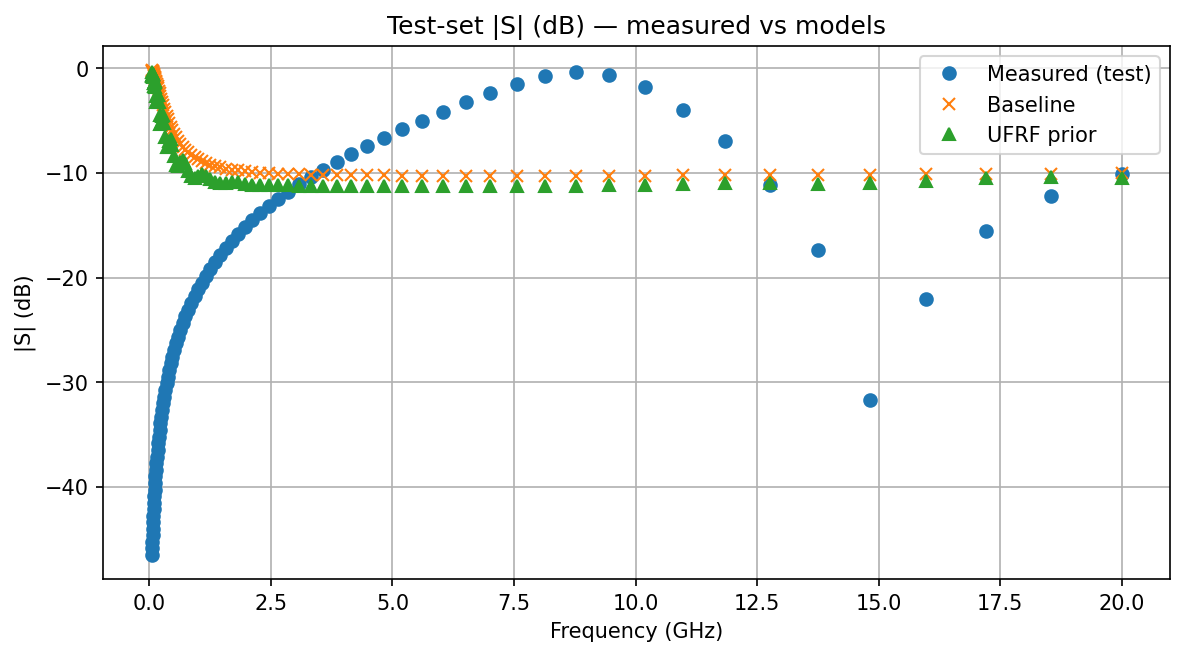 Test-set |S| (dB) — measured vs models
Measured (test)
Baseline
UFRF prior
|S| (dB)
0
−10
−20
−30
−40
0.0 2.5 5.0 7.5 10.0 12.5 15.0 17.5 20.0
Frequency (GHz)